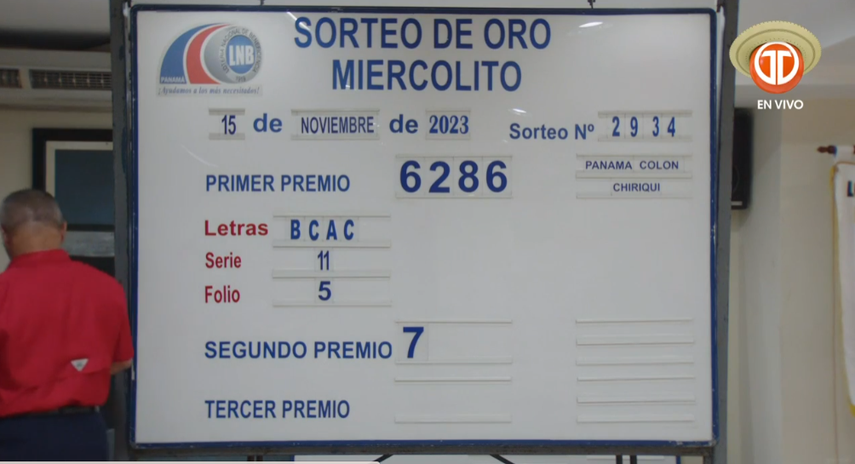 SORTEO DE ORO
MIERCOLITO
LNB
PANAMÁ
¡Ayudamos a los más necesitados!
15 de NOVIEMBRE de 2023
Sorteo Nº 2934
PRIMER PREMIO 6286
PANAMA COLON
CHIRIQUI
Letras BCAC
Serie 11
Folio 5
SEGUNDO PREMIO 7
TERCER PREMIO
EN VIVO